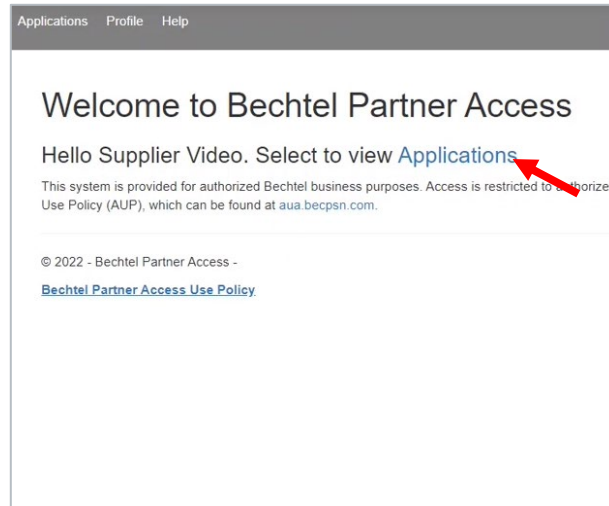 Applications Profile Help
Welcome to Bechtel Partner Access
Hello Supplier Video. Select to view Applications
This system is provided for authorized Bechtel business purposes. Access is restricted to
Use Policy (AUP), which can be found at aua.becpsn.com.
© 2022 - Bechtel Partner Access -
Bechtel Partner Access Use Policy